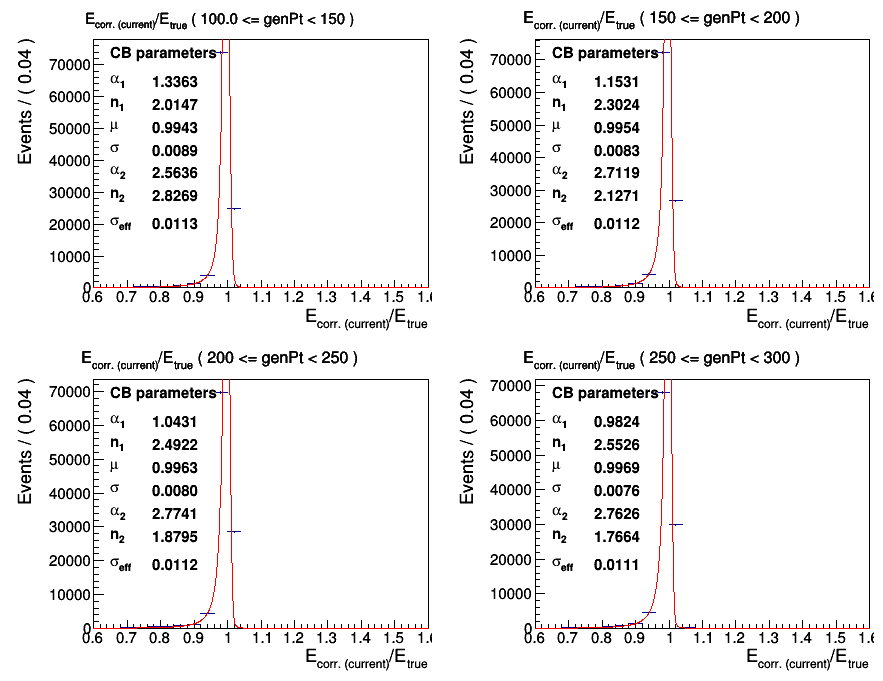 E_corr. (current)/E_true ( 100.0 <= genPt < 150 )
Events / ( 0.04 )
CB parameters
α1 1.3363
n1 2.0147
μ 0.9943
σ 0.0089
α2 2.5636
n2 2.8269
σeff 0.0113
70000
60000
50000
40000
30000
20000
10000
0
0.6 0.7 0.8 0.9 1 1.1 1.2 1.3 1.4 1.5 1.6
E_corr. (current)/E_true
E_corr. (current)/E_true ( 150 <= genPt < 200 )
Events / ( 0.04 )
CB parameters
α1 1.1531
n1 2.3024
μ 0.9954
σ 0.0083
α2 2.7119
n2 2.1271
σeff 0.0112
70000
60000
50000
40000
30000
20000
10000
0
0.6 0.7 0.8 0.9 1 1.1 1.2 1.3 1.4 1.5 1.6
E_corr. (current)/E_true
E_corr. (current)/E_true ( 200 <= genPt < 250 )
Events / ( 0.04 )
CB parameters
α1 1.0431
n1 2.4922
μ 0.9963
σ 0.0080
α2 2.7741
n2 1.8795
σeff 0.0112
70000
60000
50000
40000
30000
20000
10000
0
0.6 0.7 0.8 0.9 1 1.1 1.2 1.3 1.4 1.5 1.6
E_corr. (current)/E_true
E_corr. (current)/E_true ( 250 <= genPt < 300 )
Events / ( 0.04 )
CB parameters
α1 0.9824
n1 2.5526
μ 0.9969
σ 0.0076
α2 2.7626
n2 1.7664
σeff 0.0111
70000
60000
50000
40000
30000
20000
10000
0
0.6 0.7 0.8 0.9 1 1.1 1.2 1.3 1.4 1.5 1.6
E_corr. (current)/E_true